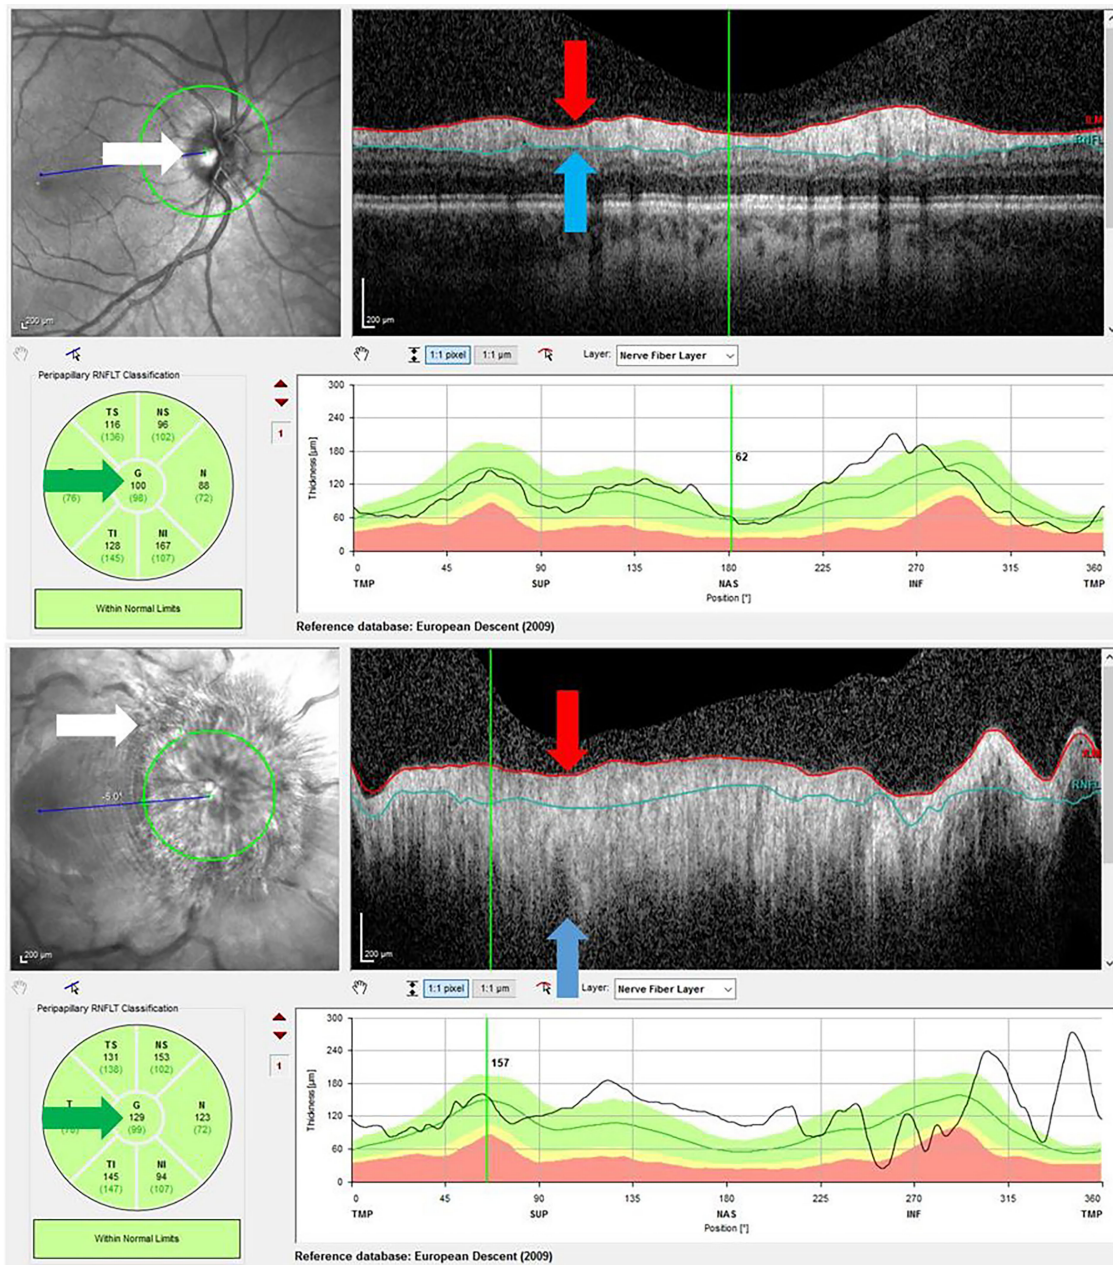 200 µm
ILM
RNFL
200 µm
1:1 pixel 1:1 µm Layer: Nerve Fiber Layer
Peripapillary RNFLT Classification
TS
116
(136)
NS
96
(102)
G
100
(98)
N
88
(72)
(76)
TI
128
(145)
NI
167
(107)
Within Normal Limits
1
Thickness [µm]
300
240
180
120
60
0
62
0 45 90 135 180 225 270 315 360
TMP SUP NAS INF TMP
Position [°]
Reference database: European Descent (2009)
-5.0°
200 µm
RNFL
200 µm
1:1 pixel 1:1 µm Layer: Nerve Fiber Layer
Peripapillary RNFLT Classification
TS
131
(138)
NS
153
(102)
T
G
129
(99)
N
123
(72)
TI
145
(147)
NI
94
(107)
Within Normal Limits
1
Thickness [µm]
300
240
180
120
60
0
157
0 45 90 135 180 225 270 315 360
TMP SUP NAS INF TMP
Position [°]
Reference database: European Descent (2009)